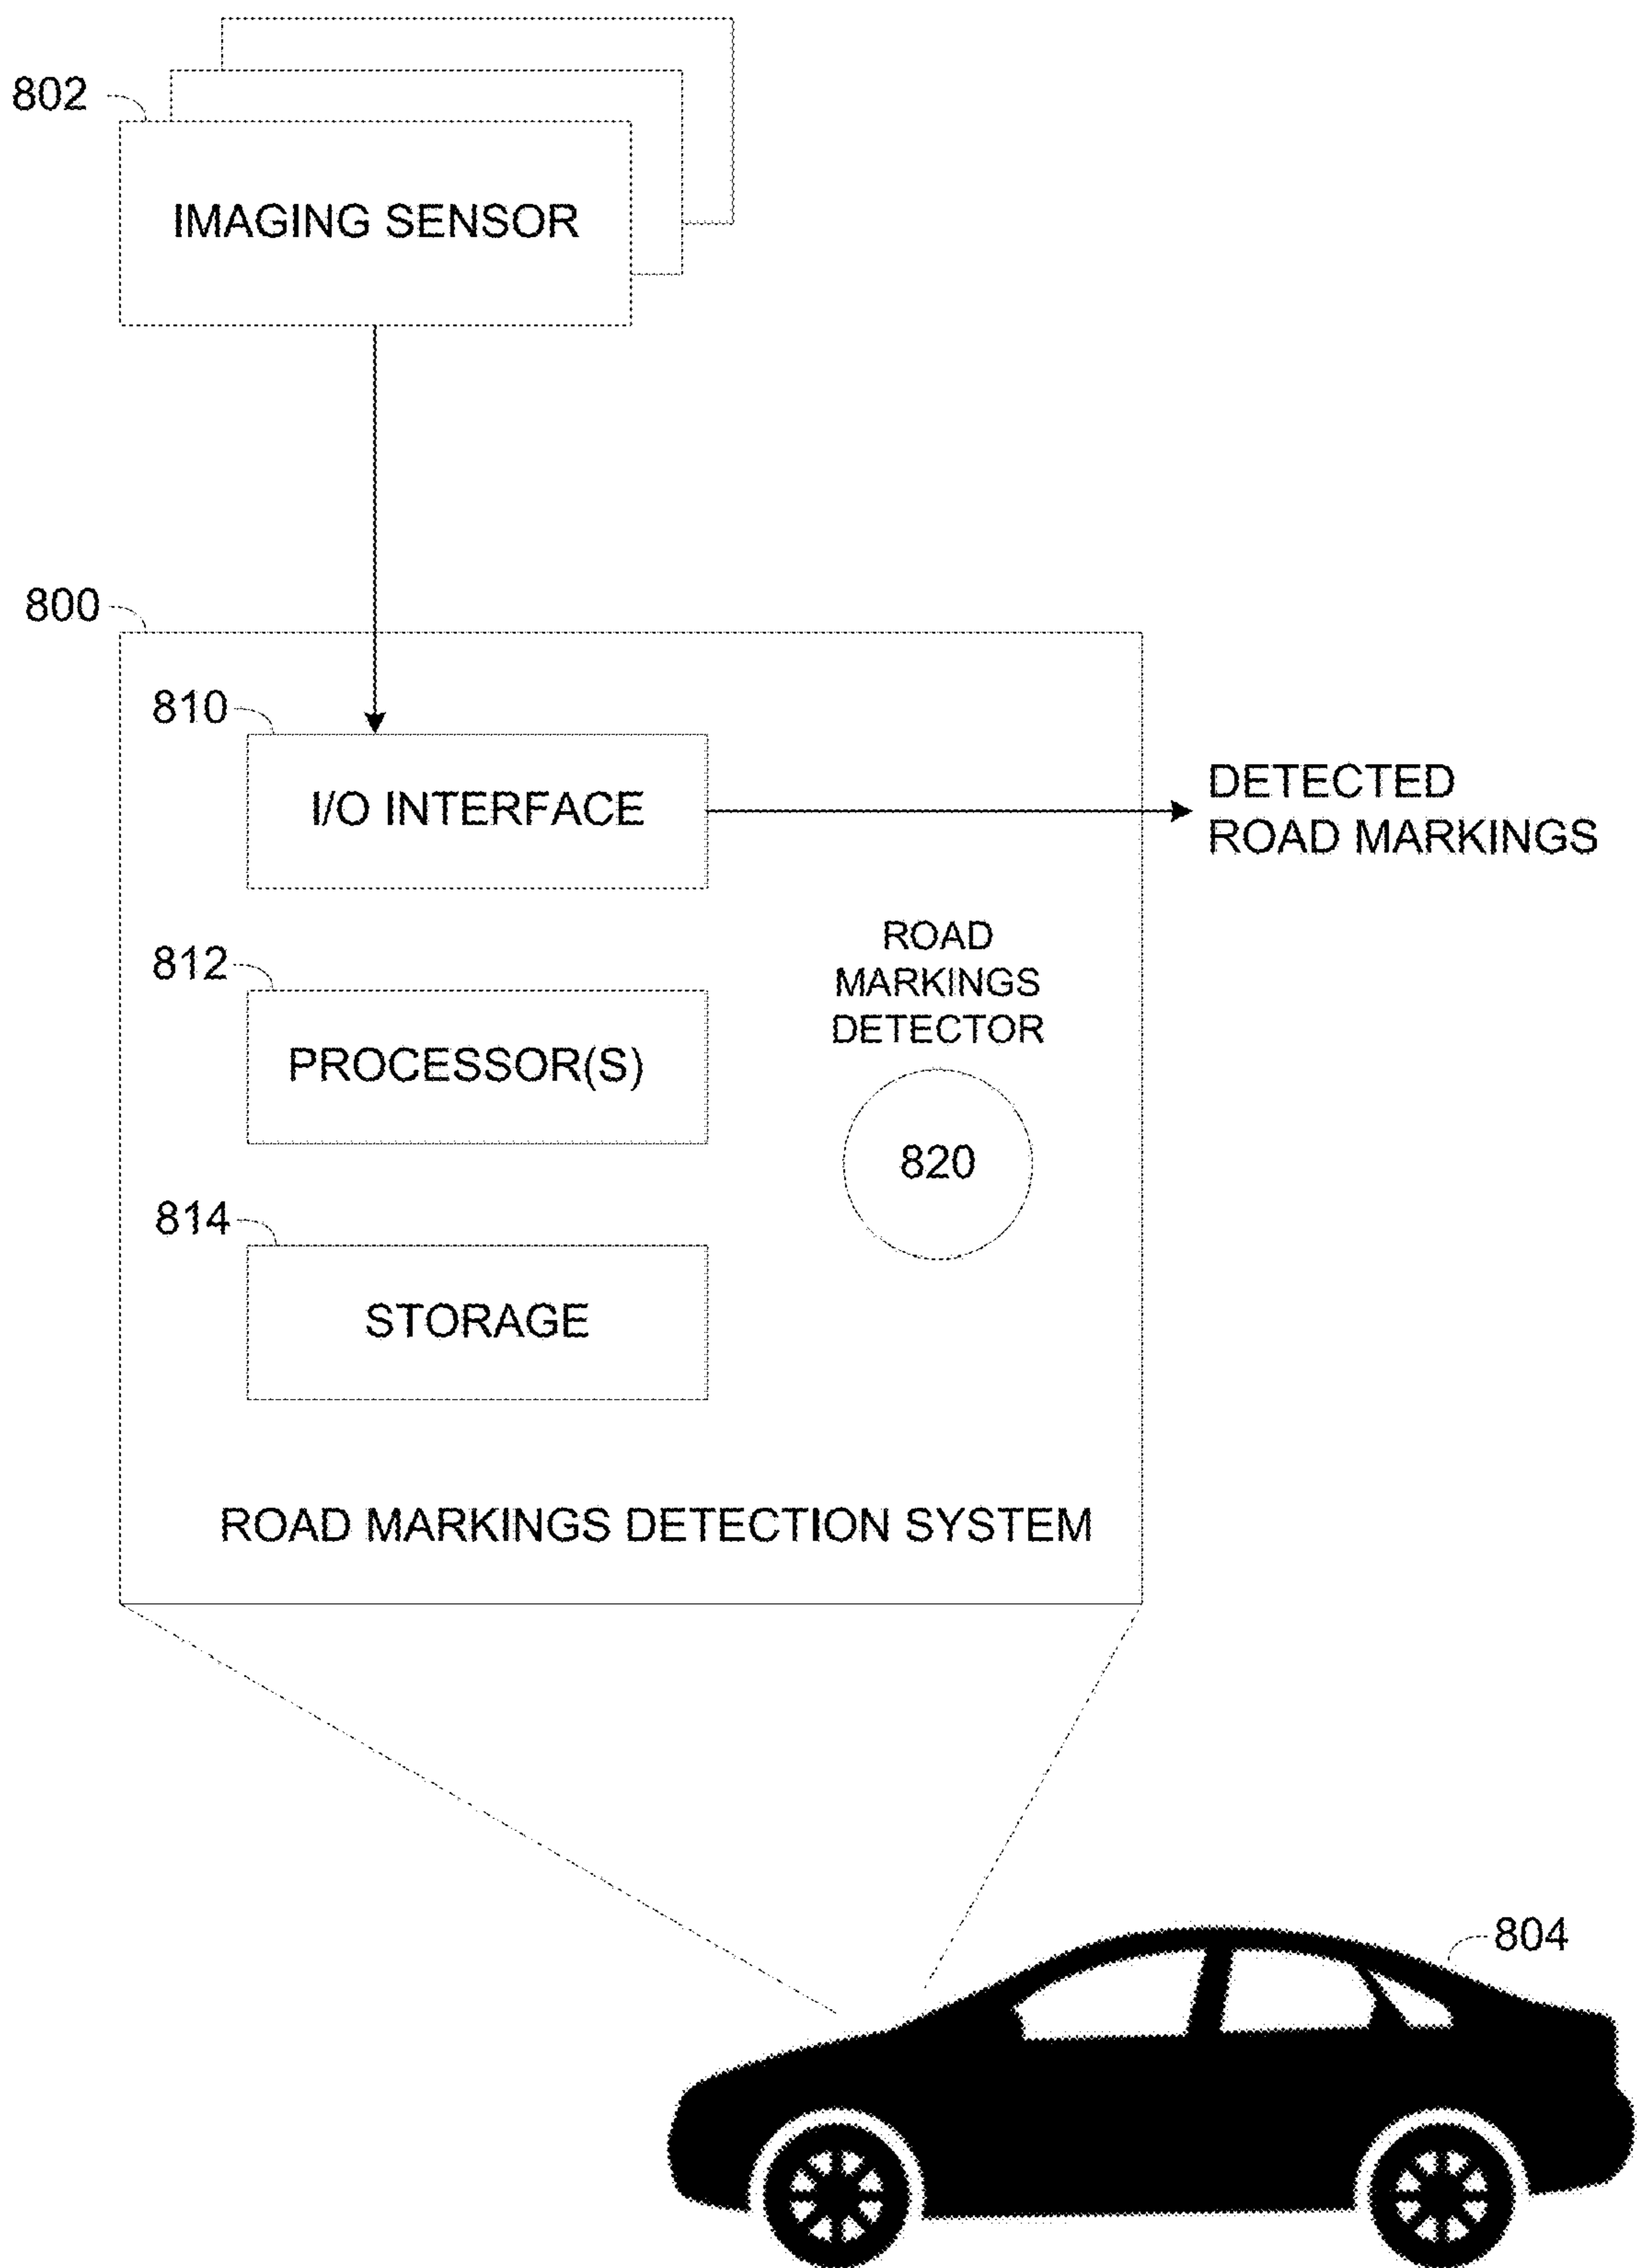 802
IMAGING SENSOR
800
810
I/O INTERFACE
DETECTED
ROAD MARKINGS
812
PROCESSOR(S)
ROAD
MARKINGS
DETECTOR
820
814
STORAGE
ROAD MARKINGS DETECTION SYSTEM
804